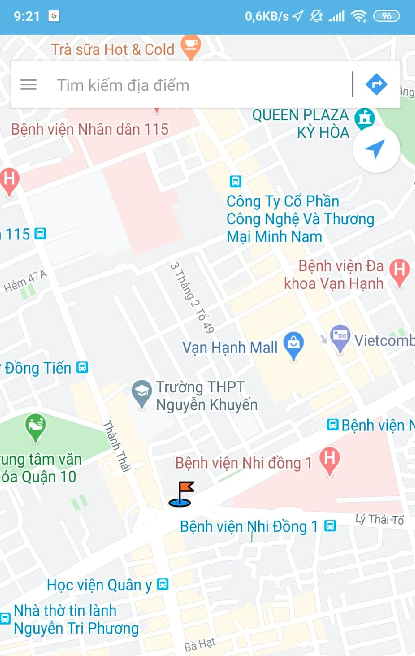 9:21
0,6KB/s
96
Trà sữa Hot & Cold
Tìm kiếm địa điểm
QUEEN PLAZA
KỲ HÒA
Bệnh viện Nhân dân 115
H
115
Công Ty Cổ Phần
Công Nghệ Và Thương
Mại Minh Nam
Hẻm 47A
3 Tháng 2 Tổ 49
Bệnh viện Đa
khoa Vạn Hạnh
H
Vạn Hạnh Mall
Vietcomb
Đồng Tiến
Trường THPT
Nguyễn Khuyến
Thành Thái
Bệnh viện N
rung tâm văn
óa Quận 10
Bệnh viện Nhi đồng 1
H
Bệnh viện Nhi Đồng 1
Lý Thái Tổ
Học viện Quân y
Nhà thờ tin lành
Nguyễn Tri Phương
Bà Hạt